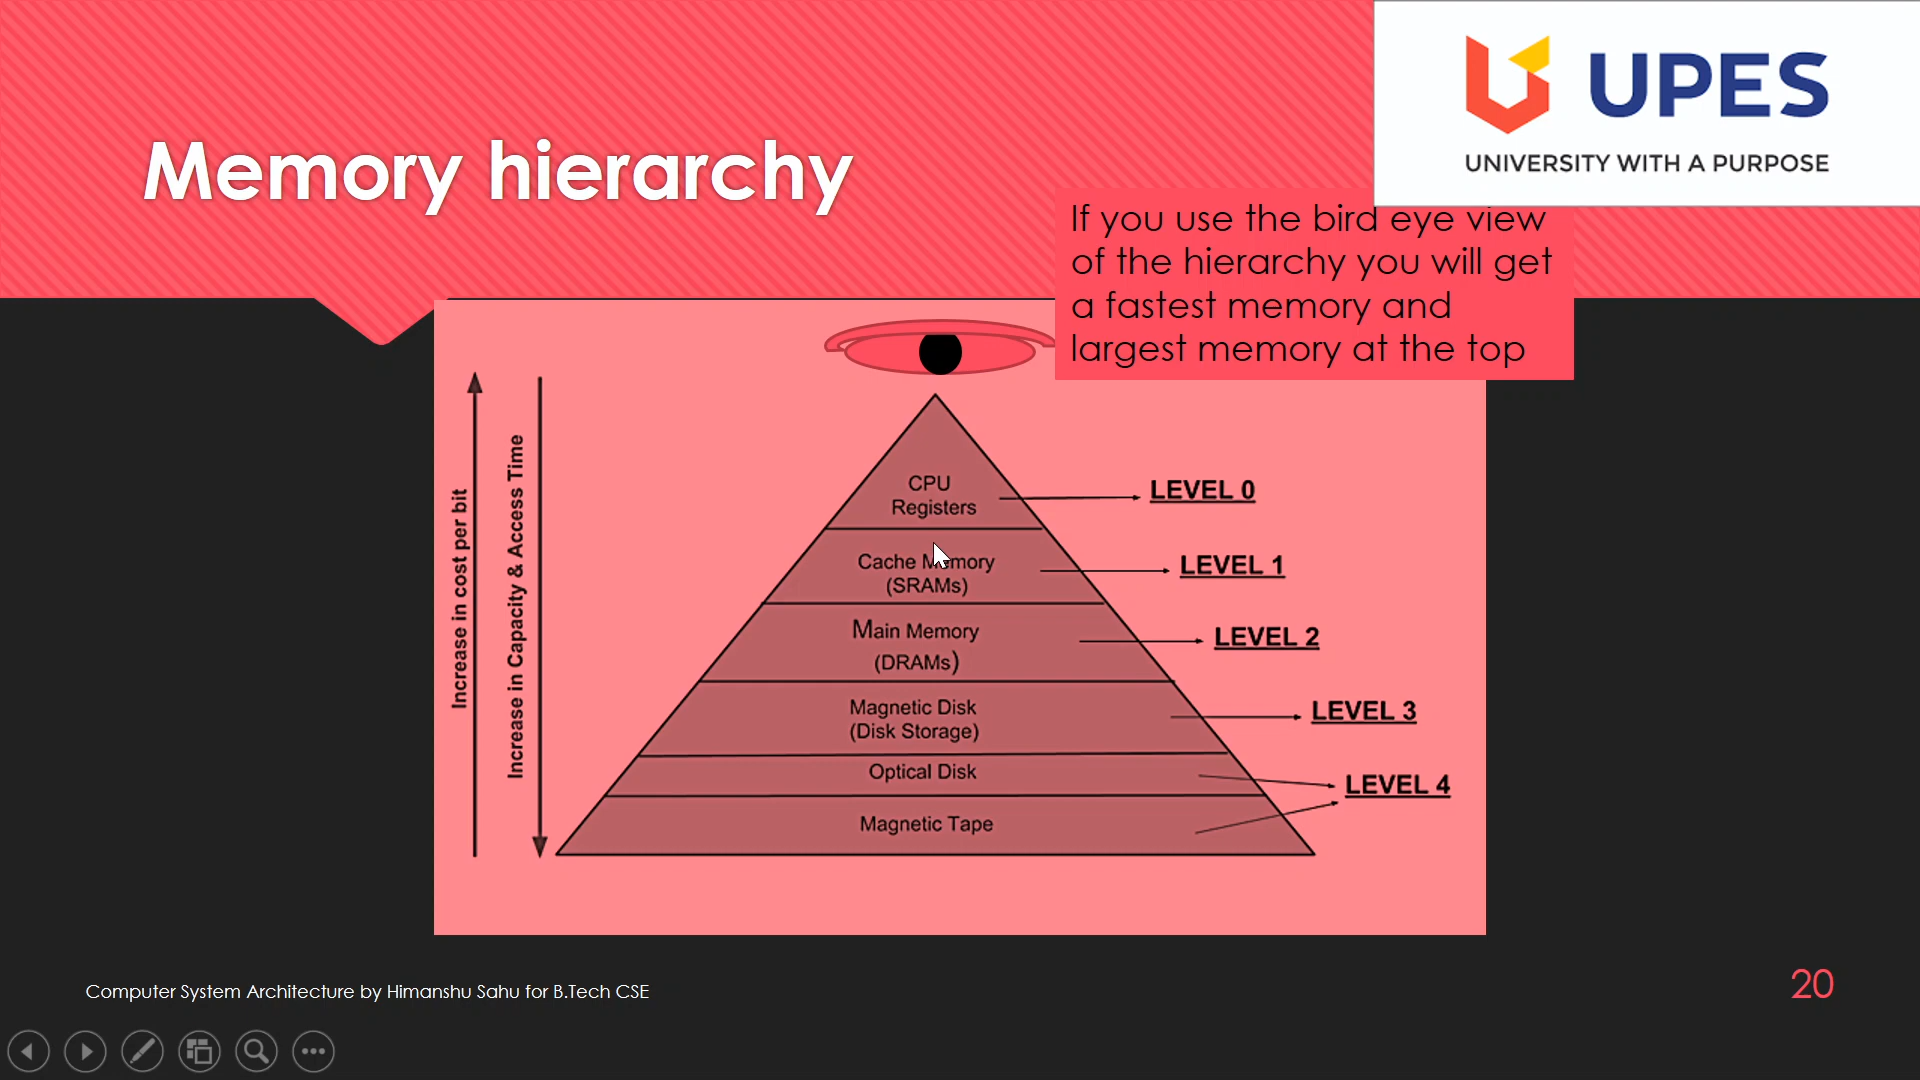 UPES
UNIVERSITY WITH A PURPOSE
Memory hierarchy
If you use the bird eye view
of the hierarchy you will get
a fastest memory and
largest memory at the top
Increase in cost per bit
Increase in Capacity & Access Time
CPU
Registers
LEVEL 0
Cache Memory
(SRAMs)
LEVEL 1
Main Memory
(DRAMs)
LEVEL 2
Magnetic Disk
(Disk Storage)
LEVEL 3
Optical Disk
LEVEL 4
Magnetic Tape
Computer System Architecture by Himanshu Sahu for B.Tech CSE
20